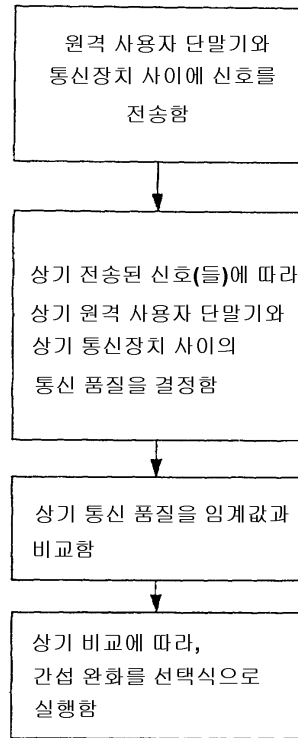 원격 사용자 단말기와
통신장치 사이에 신호를
전송함
상기 전송된 신호(들)에 따라
상기 원격 사용자 단말기와
상기 통신장치 사이의
통신 품질을 결정함
상기 통신 품질을 임계값과
비교함
상기 비교에 따라,
간섭 완화를 선택식으로
실행함